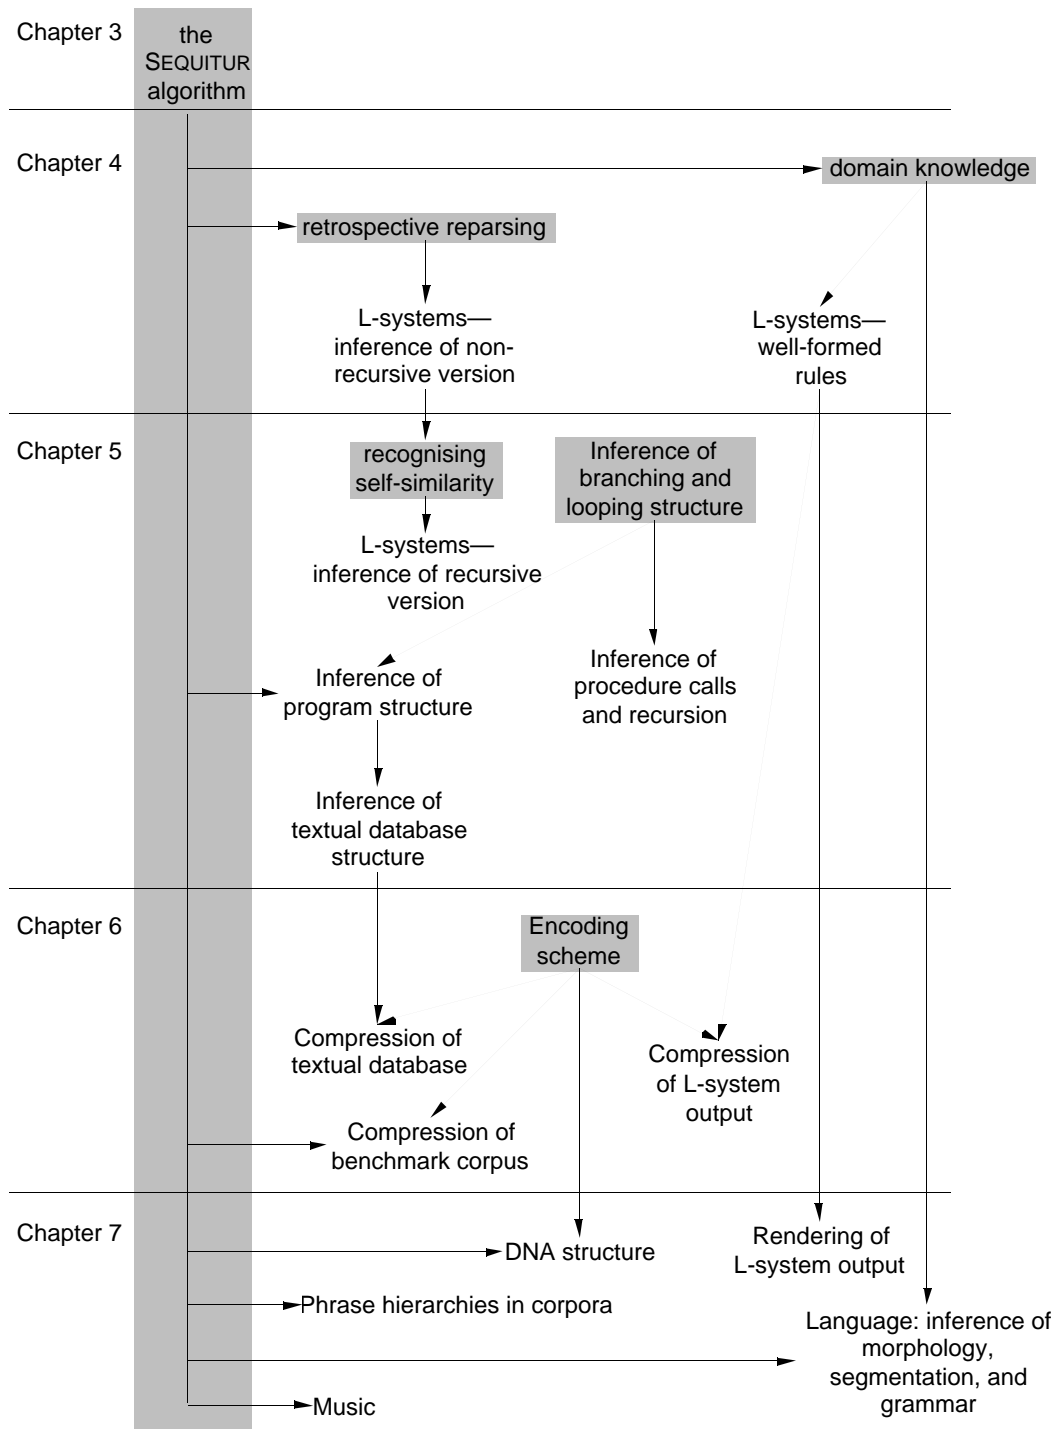 Chapter 3
the
SEQUITUR
algorithm
Chapter 4
domain knowledge
retrospective reparsing
L-systems—
inference of non-
recursive version
L-systems—
well-formed
rules
Chapter 5
recognising
self-similarity
Inference of
branching and
looping structure
L-systems—
inference of recursive
version
Inference of
program structure
Inference of
procedure calls
and recursion
Inference of
textual database
structure
Chapter 6
Encoding
scheme
Compression of
textual database
Compression
of L-system
output
Compression of
benchmark corpus
Chapter 7
DNA structure
Rendering of
L-system output
Phrase hierarchies in corpora
Language: inference of
morphology,
segmentation, and
grammar
Music